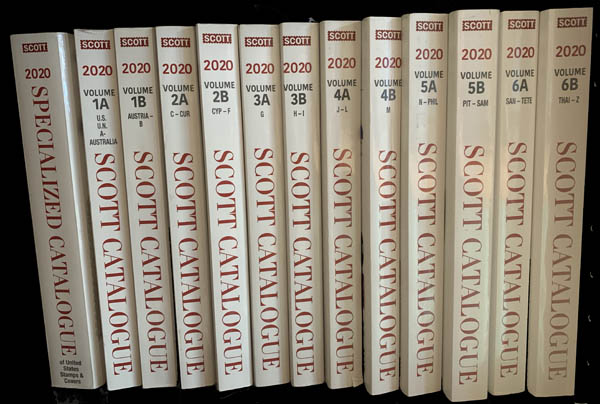 SCOTT
2020
SPECIALIZED CATALOGUE
of United
States
Stamps &
Covers
SCOTT
2020
VOLUME
1A
U.S.
U.N.
A-
AUSTRALIA
SCOTT CATALOGUE
SCOTT
2020
VOLUME
1B
AUSTRIA –
B
SCOTT CATALOGUE
SCOTT
2020
VOLUME
2A
C – CUR
SCOTT CATALOGUE
SCOTT
2020
VOLUME
2B
CYP – F
SCOTT CATALOGUE
SCOTT
2020
VOLUME
3A
G
SCOTT CATALOGUE
SCOTT
2020
VOLUME
3B
H – I
SCOTT CATALOGUE
SCOTT
2020
VOLUME
4A
J – L
SCOTT CATALOGUE
SCOTT
2020
VOLUME
4B
M
SCOTT CATALOGUE
SCOTT
2020
VOLUME
5A
N – PHIL
SCOTT CATALOGUE
SCOTT
2020
VOLUME
5B
PIT – SAM
SCOTT CATALOGUE
SCOTT
2020
VOLUME
6A
SAN – TETE
SCOTT CATALOGUE
SCOTT
2020
VOLUME
6B
THAI – Z
SCOTT CATALOGUE